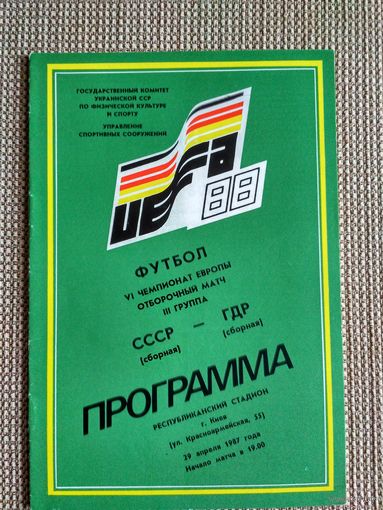 ГОСУДАРСТВЕННЫЙ КОМИТЕТ
УКРАИНСКОЙ ССР
ПО ФИЗИЧЕСКОЙ КУЛЬТУРЕ
И СПОРТУ
УПРАВЛЕНИЕ
СПОРТИВНЫХ СООРУЖЕНИЙ
UEFA
88
ФУТБОЛ
VI ЧЕМПИОНАТ ЕВРОПЫ
ОТБОРОЧНЫЙ МАТЧ
III ГРУППА
СССР — ГДР
(сборная) (сборная)
ПРОГРАММА
РЕСПУБЛИКАНСКИЙ СТАДИОН
г. Киев
(ул. Красноармейская, 55)
29 апреля 1987 года
Начало матча в 19.00